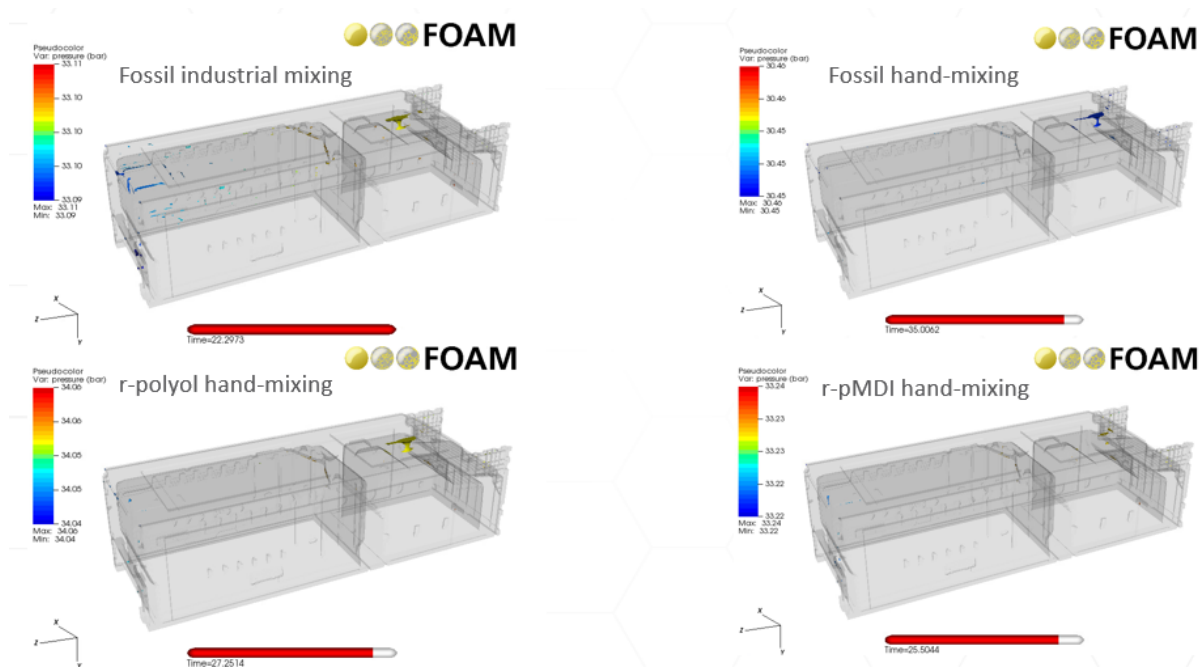 FOAM
Pseudocolor
Var: pressure (bar)
33.11
33.10
33.10
33.10
33.09
Max: 33.11
Min: 33.09
Fossil industrial mixing
X
Z
Y
Time=22.2973
FOAM
Pseudocolor
Var: pressure (bar)
30.46
30.46
30.45
30.45
30.45
Max: 30.46
Min: 30.45
Fossil hand-mixing
X
Z
Y
Time=35.0062
FOAM
Pseudocolor
Var: pressure (bar)
34.06
34.06
34.05
34.05
34.04
Max: 34.06
Min: 34.04
r-polyol hand-mixing
X
Z
Y
Time=27.2514
FOAM
Pseudocolor
Var: pressure (bar)
33.24
33.23
33.23
33.22
33.22
Max: 33.24
Min: 33.22
r-pMDI hand-mixing
X
Z
Y
Time=25.5044